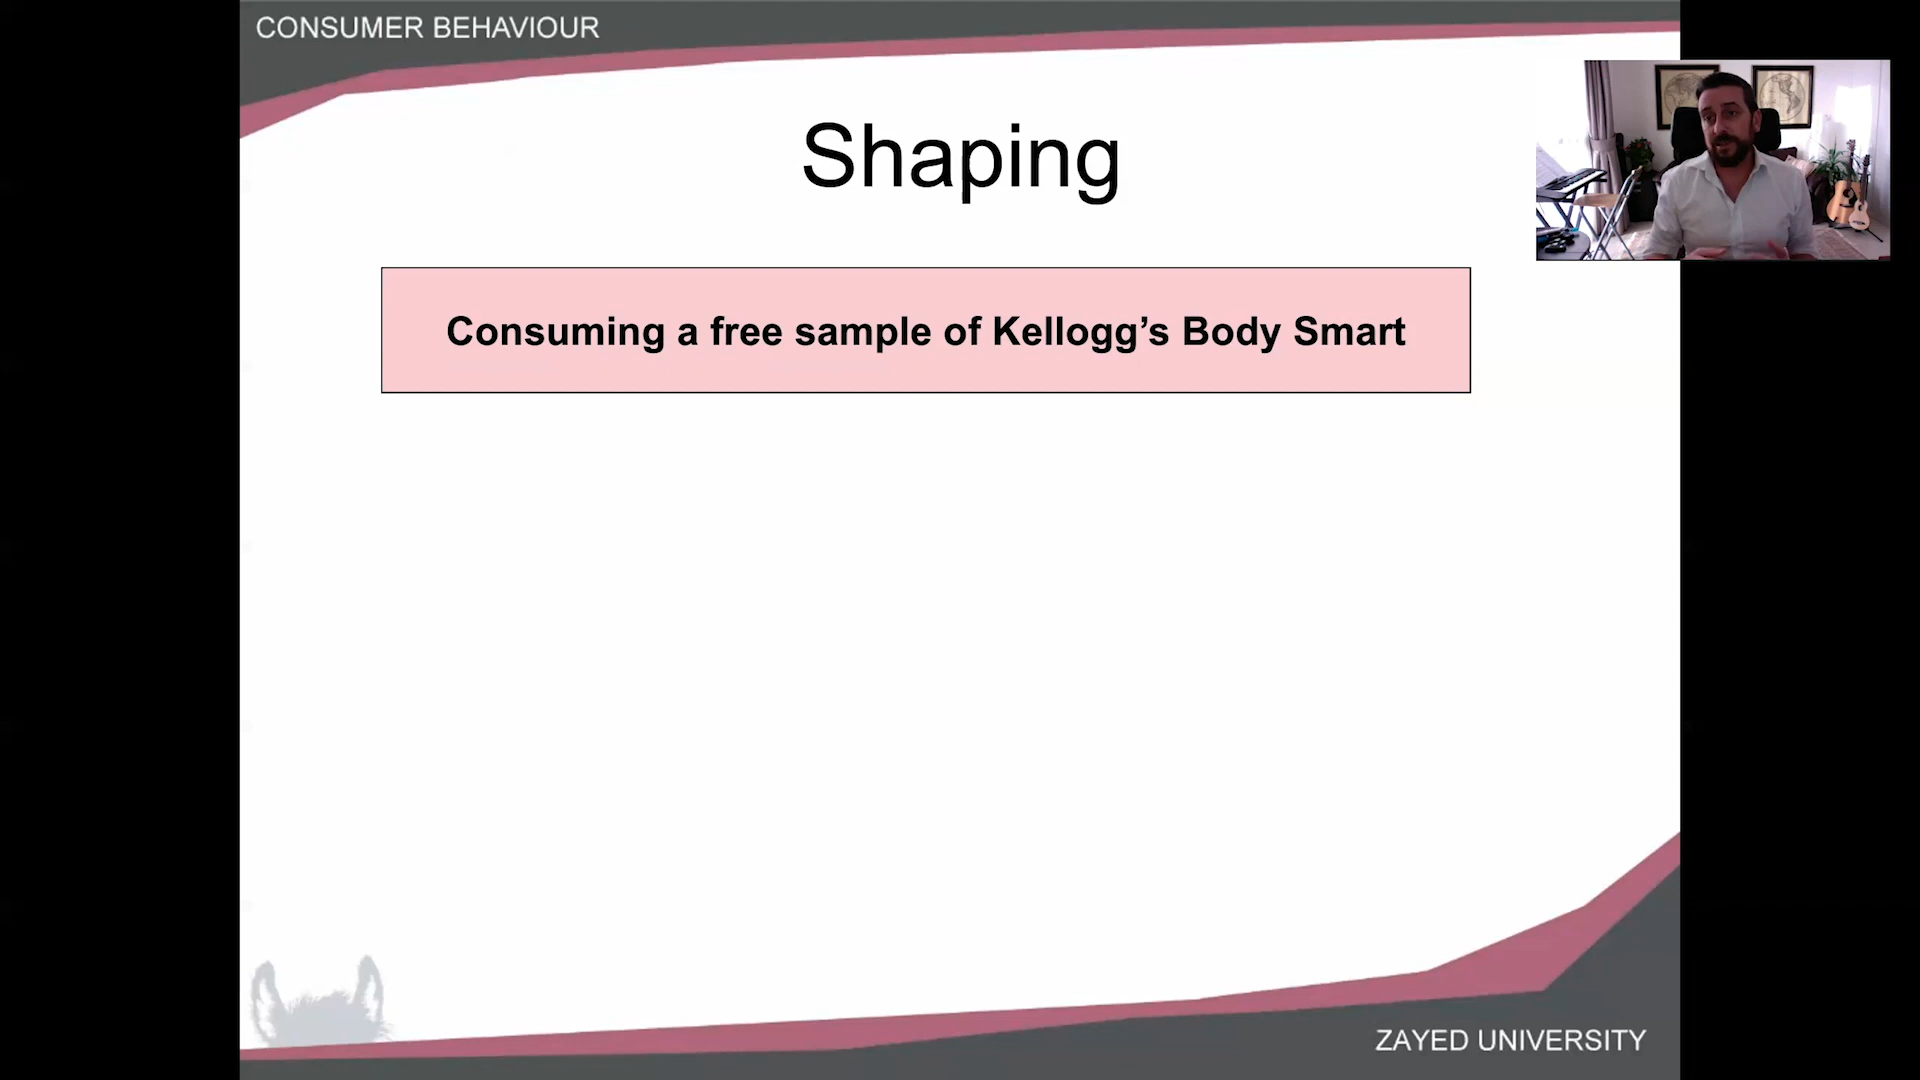 CONSUMER BEHAVIOUR
Shaping
Consuming a free sample of Kellogg’s Body Smart
ZAYED UNIVERSITY